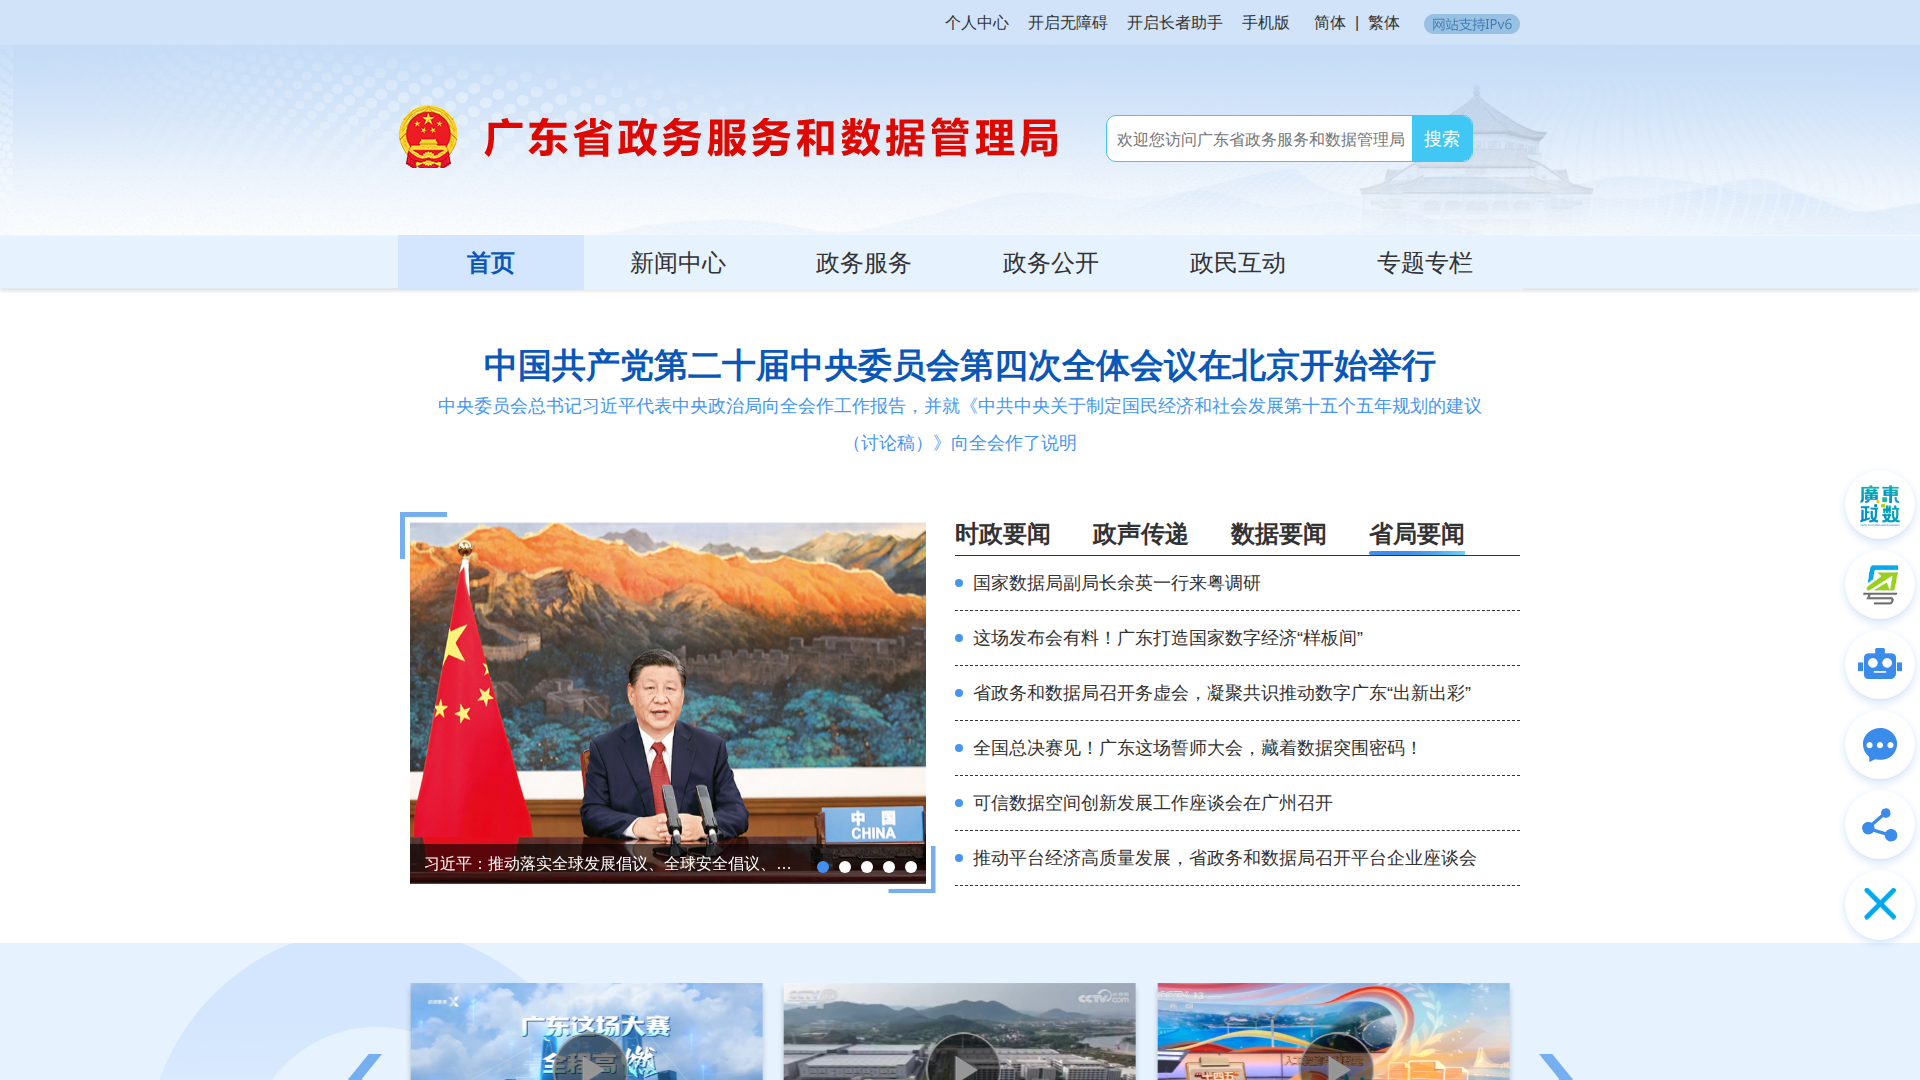 个人中心 开启无障碍 开启长者助手 手机版 简体 | 繁体 网站支持IPv6
广东省政务服务和数据管理局
欢迎您访问广东省政务服务和数据管理局 搜索
首页 新闻中心 政务服务 政务公开 政民互动 专题专栏
中国共产党第二十届中央委员会第四次全体会议在北京开始举行
中央委员会总书记习近平代表中央政治局向全会作工作报告，并就《中共中央关于制定国民经济和社会发展第十五个五年规划的建议
（讨论稿）》向全会作了说明
中国
CHINA
习近平：推动落实全球发展倡议、全球安全倡议、...
时政要闻 政声传递 数据要闻 省局要闻
国家数据局副局长余英一行来粤调研
这场发布会有料！广东打造国家数字经济“样板间”
省政务和数据局召开务虚会，凝聚共识推动数字广东“出新出彩”
全国总决赛见！广东这场誓师大会，藏着数据突围密码！
可信数据空间创新发展工作座谈会在广州召开
推动平台经济高质量发展，省政务和数据局召开平台企业座谈会
廣東
政数
广东这场大赛
全程高燃
CCTV
com